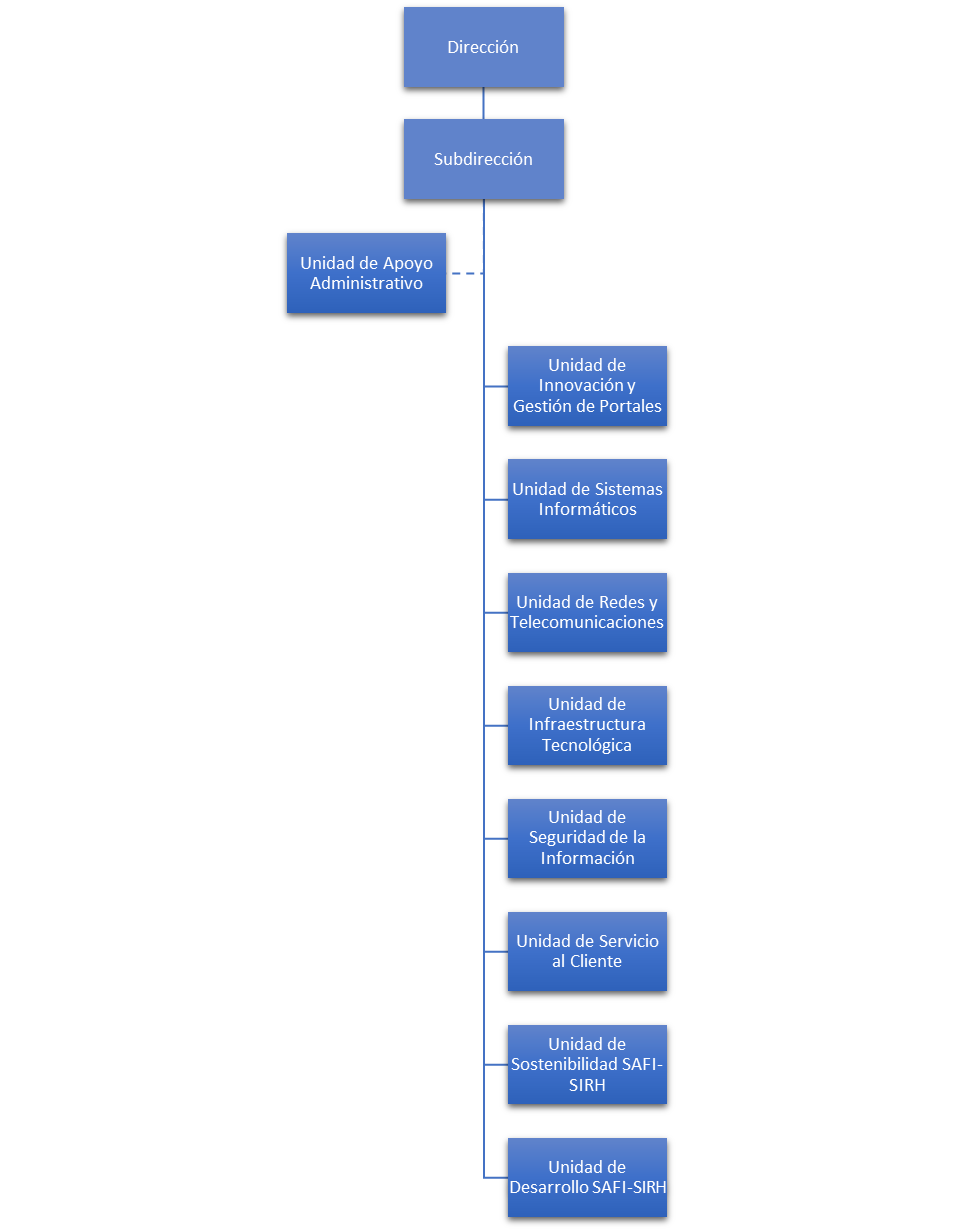 Dirección
Subdirección
Unidad de Apoyo
Administrativo
Unidad de
Innovación y
Gestión de Portales
Unidad de Sistemas
Informáticos
Unidad de Redes y
Telecomunicaciones
Unidad de
Infraestructura
Tecnológica
Unidad de
Seguridad de la
Información
Unidad de Servicio
al Cliente
Unidad de
Sostenibilidad SAFI-
SIRH
Unidad de
Desarrollo SAFI-SIRH